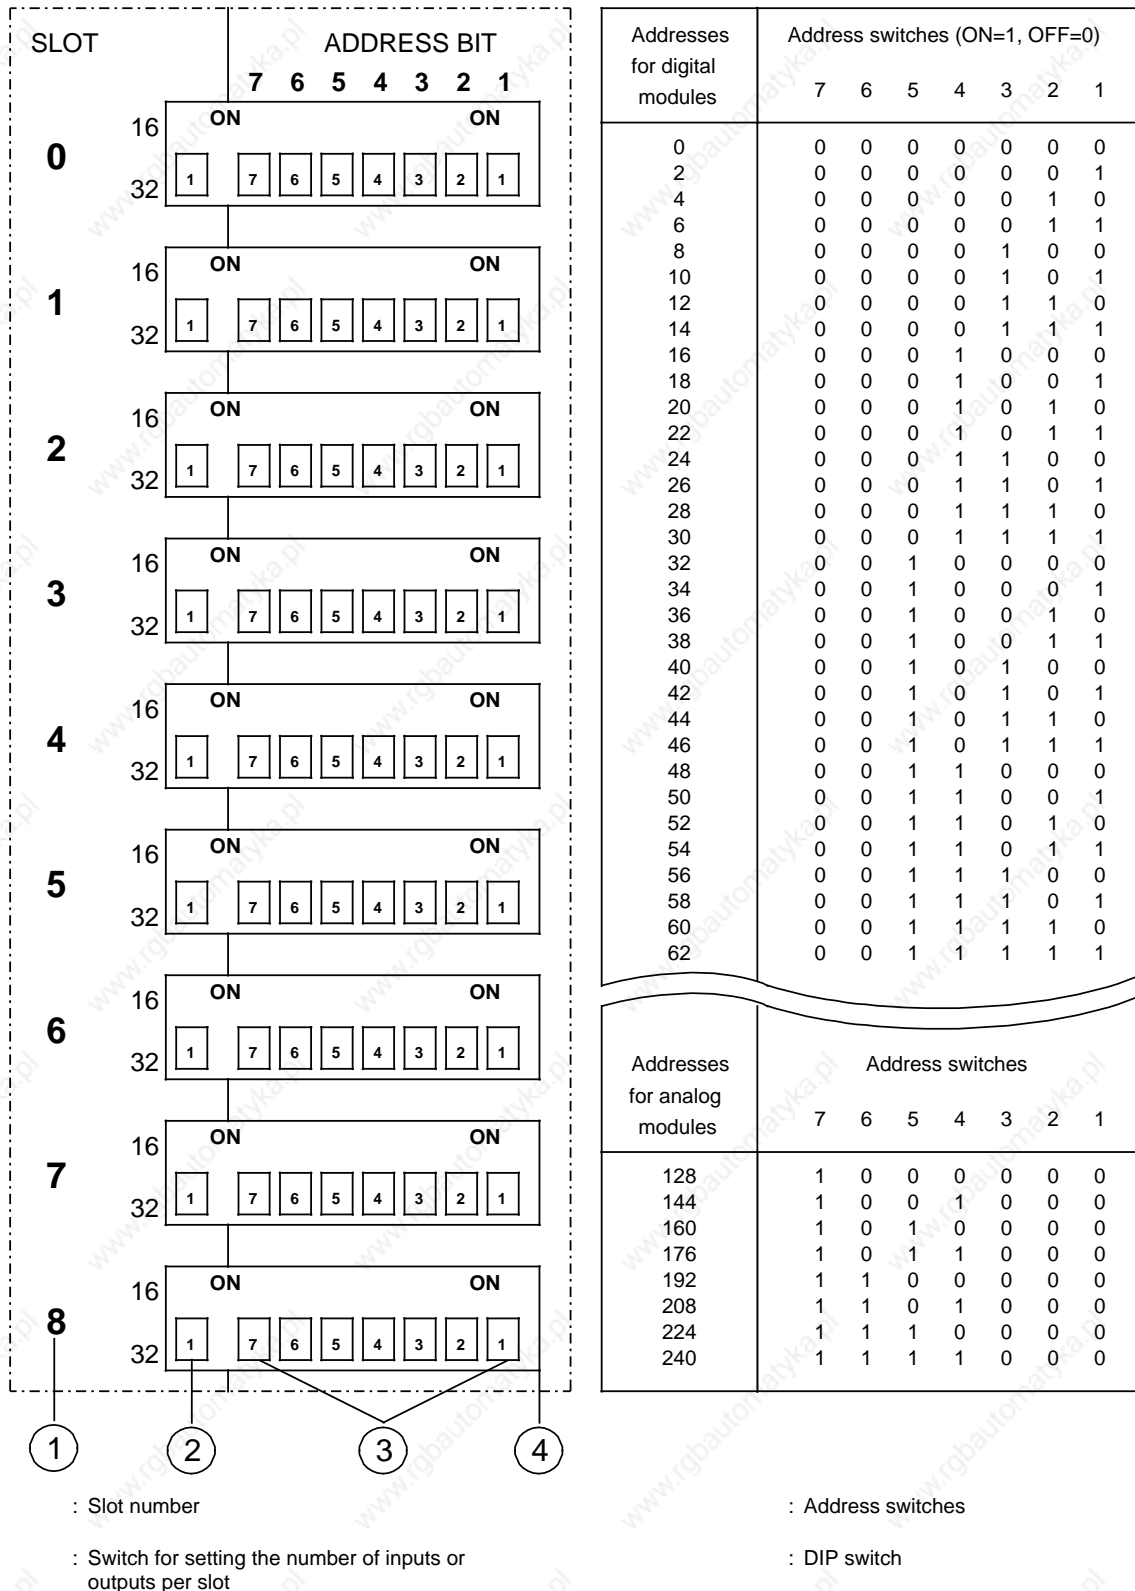 SLOT
ADDRESS BIT
7 6 5 4 3 2 1
0
16
32
ON ON
1 7 6 5 4 3 2 1
1
16
32
ON ON
1 7 6 5 4 3 2 1
2
16
32
ON ON
1 7 6 5 4 3 2 1
3
16
32
ON ON
1 7 6 5 4 3 2 1
4
16
32
ON ON
1 7 6 5 4 3 2 1
5
16
32
ON ON
1 7 6 5 4 3 2 1
6
16
32
ON ON
1 7 6 5 4 3 2 1
7
16
32
ON ON
1 7 6 5 4 3 2 1
8
16
32
ON ON
1 7 6 5 4 3 2 1
1 2 3 4
Addresses
for digital
modules
Address switches (ON=1, OFF=0)
7 6 5 4 3 2 1
0 0 0 0 0 0 0 0
2 0 0 0 0 0 0 1
4 0 0 0 0 0 1 0
6 0 0 0 0 0 1 1
8 0 0 0 0 1 0 0
10 0 0 0 0 1 0 1
12 0 0 0 0 1 1 0
14 0 0 0 0 1 1 1
16 0 0 0 1 0 0 0
18 0 0 0 1 0 0 1
20 0 0 0 1 0 1 0
22 0 0 0 1 0 1 1
24 0 0 0 1 1 0 0
26 0 0 0 1 1 0 1
28 0 0 0 1 1 1 0
30 0 0 0 1 1 1 1
32 0 0 1 0 0 0 0
34 0 0 1 0 0 0 1
36 0 0 1 0 0 1 0
38 0 0 1 0 0 1 1
40 0 0 1 0 1 0 0
42 0 0 1 0 1 0 1
44 0 0 1 0 1 1 0
46 0 0 1 0 1 1 1
48 0 0 1 1 0 0 0
50 0 0 1 1 0 0 1
52 0 0 1 1 0 1 0
54 0 0 1 1 0 1 1
56 0 0 1 1 1 0 0
58 0 0 1 1 1 0 1
60 0 0 1 1 1 1 0
62 0 0 1 1 1 1 1
Addresses
for analog
modules
Address switches
7 6 5 4 3 2 1
128 1 0 0 0 0 0 0
144 1 0 0 1 0 0 0
160 1 0 1 0 0 0 0
176 1 0 1 1 0 0 0
192 1 1 0 0 0 0 0
208 1 1 0 1 0 0 0
224 1 1 1 0 0 0 0
240 1 1 1 1 0 0 0
: Slot number
: Switch for setting the number of inputs or
outputs per slot
: Address switches
: DIP switch
www.rgbautomatyka.pl